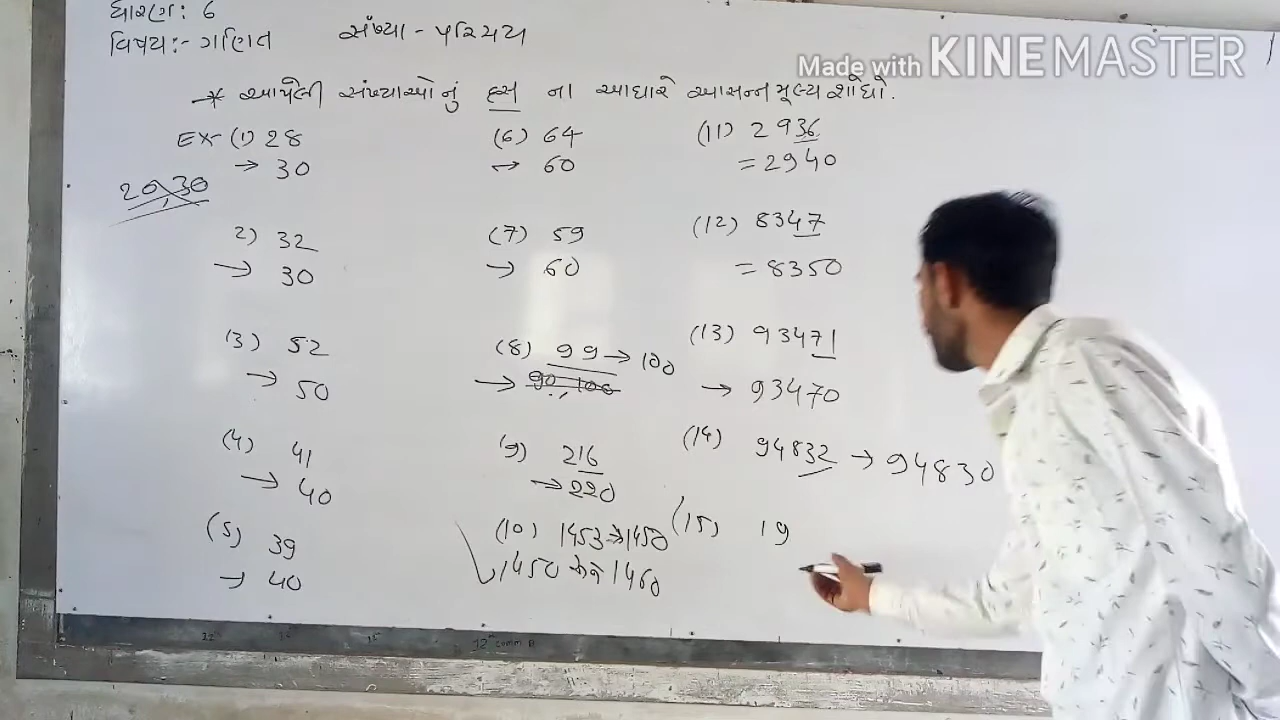 ધોરણ: 6
વિષય:- ગણિત
સંખ્યા - પરિચય
Made with KINEMASTER
* આપેલી સંખ્યાઓનું દશ ના આધારે આસન્નમૂલ્ય શોધો.
EX- (1) 28
→ 30
20, 30
2) 32
→ 30
(3) 52
→ 50
(4) 41
→ 40
(5) 39
→ 40
(6) 64
→ 60
(7) 59
→ 60
(8) 99 → 100
→ 90, 100
9) 216
→ 220
(10) 1453 → 1450
1450 કે 1460
(11) 2936
= 2940
(12) 8347
= 8350
(13) 93471
→ 93470
(14) 94832 → 94830
(15) 19